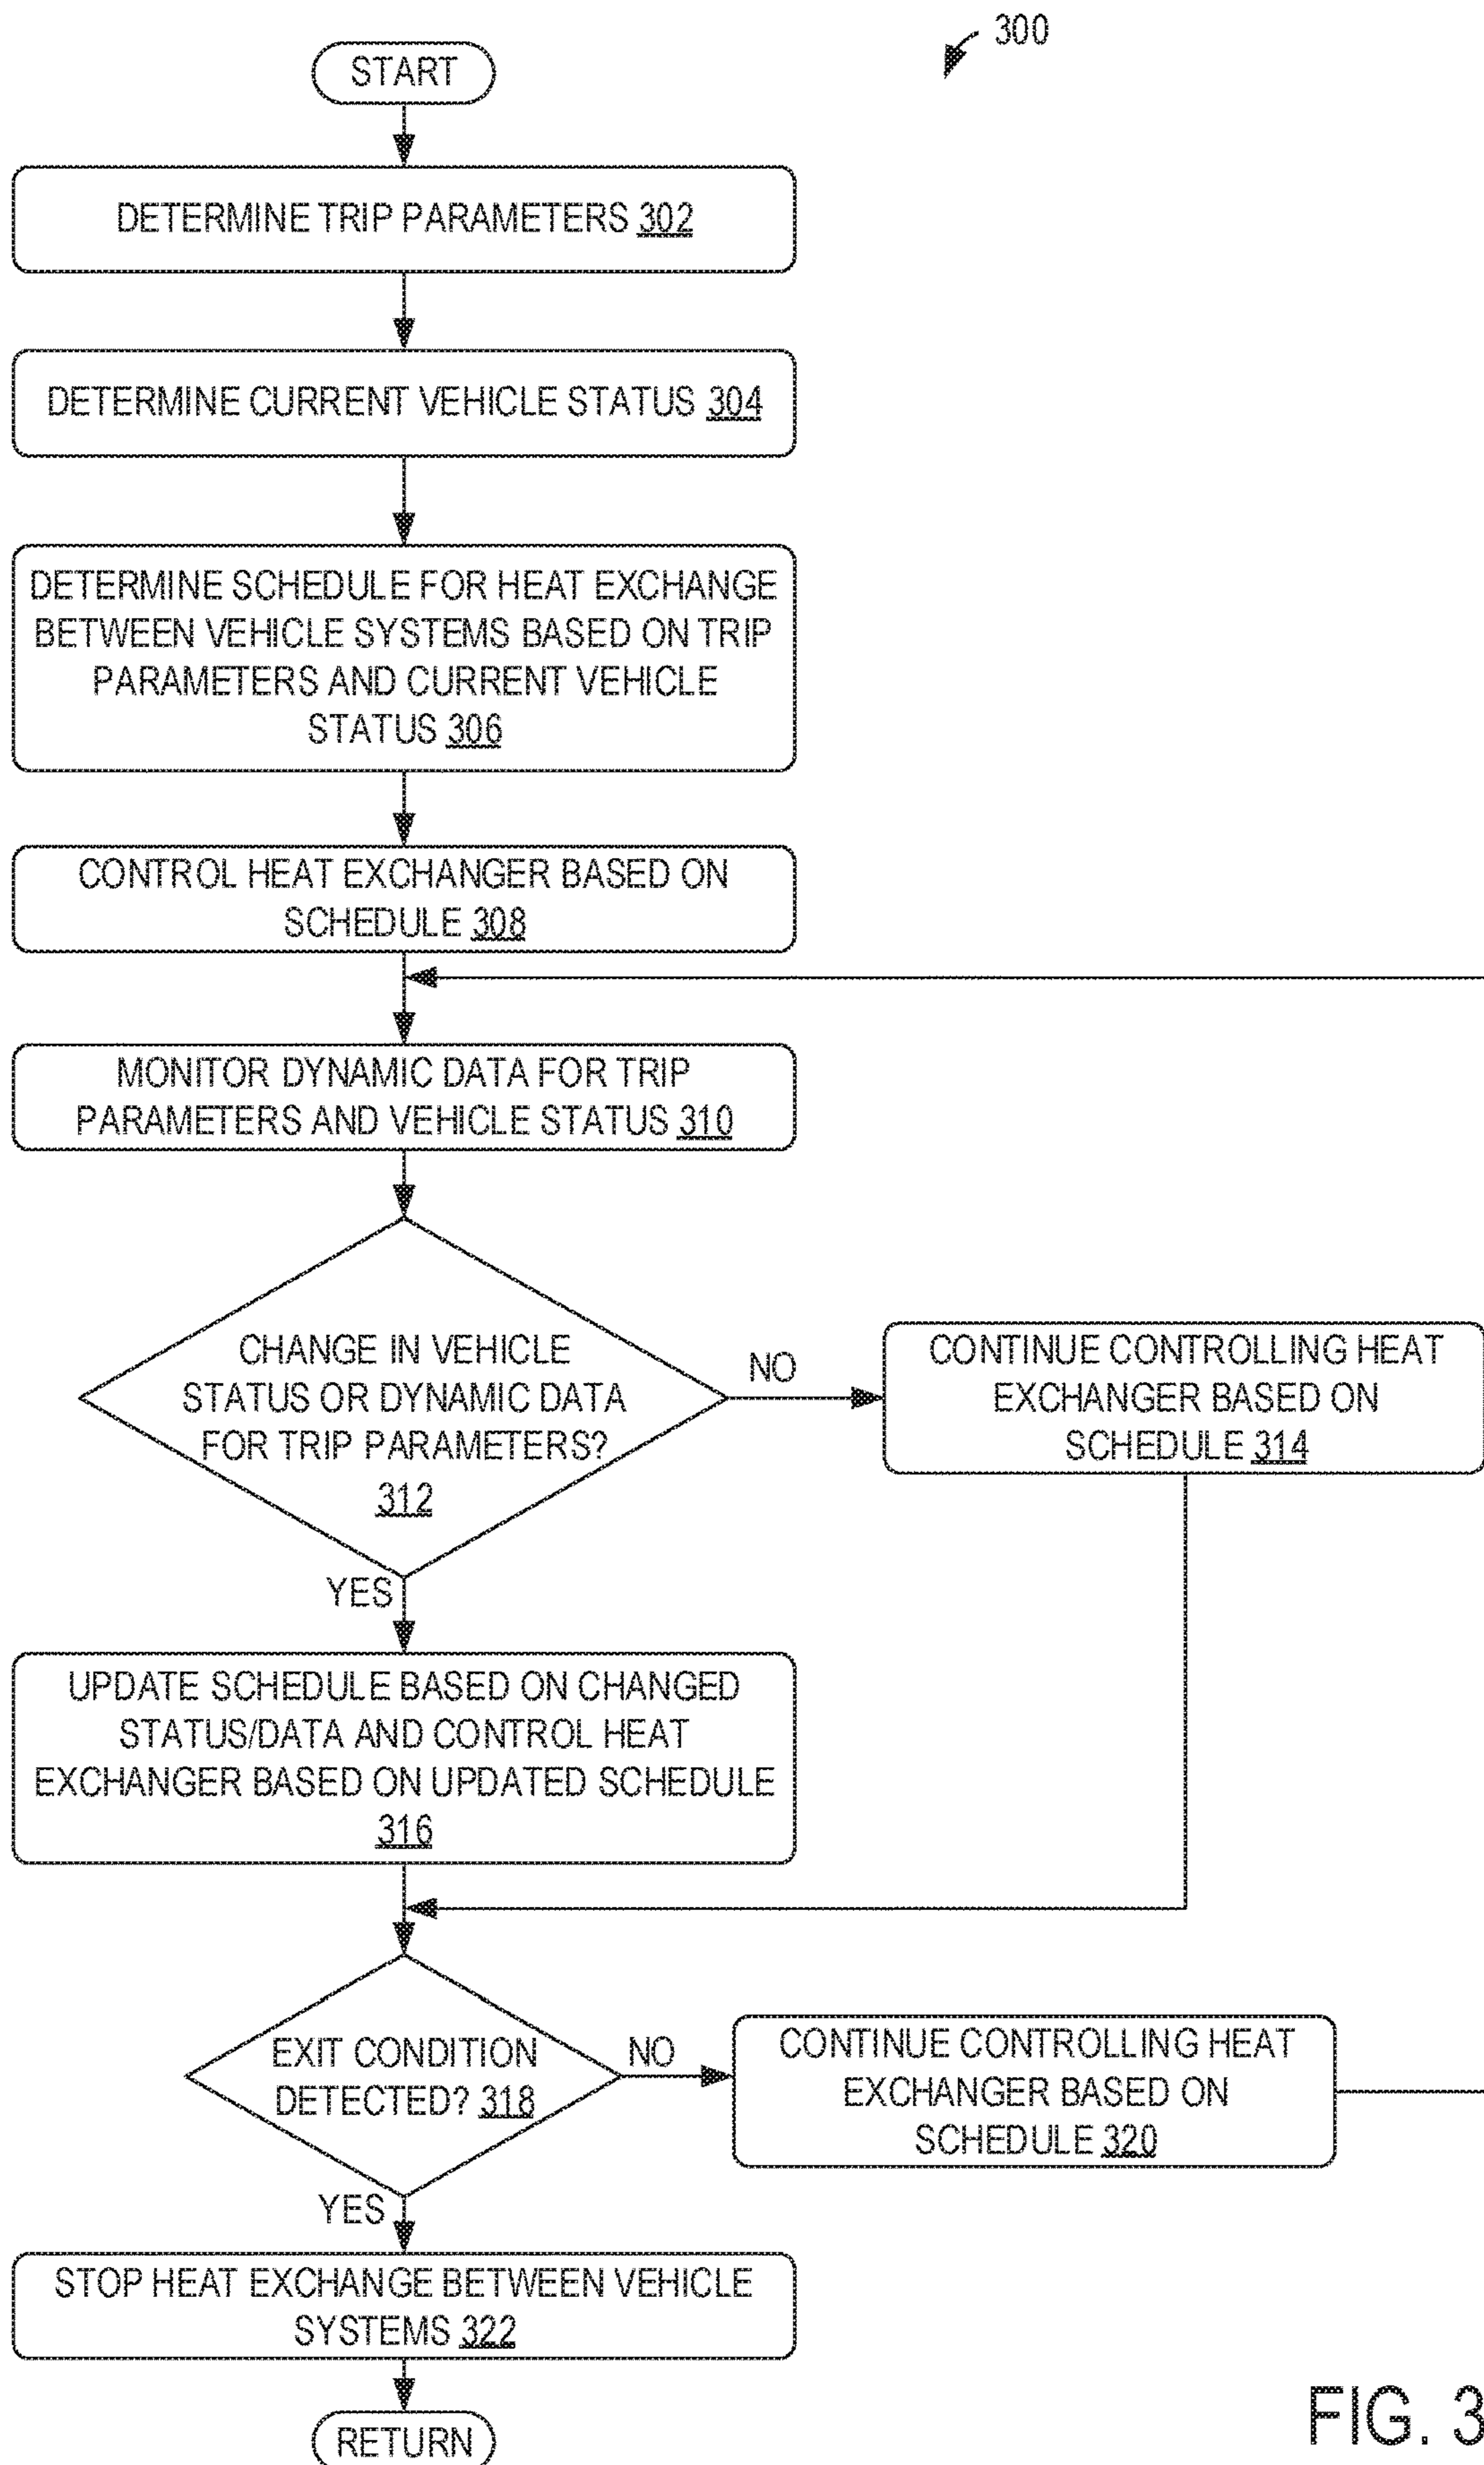 300
START
DETERMINE TRIP PARAMETERS 302
DETERMINE CURRENT VEHICLE STATUS 304
DETERMINE SCHEDULE FOR HEAT EXCHANGE
BETWEEN VEHICLE SYSTEMS BASED ON TRIP
PARAMETERS AND CURRENT VEHICLE
STATUS 306
CONTROL HEAT EXCHANGER BASED ON
SCHEDULE 308
MONITOR DYNAMIC DATA FOR TRIP
PARAMETERS AND VEHICLE STATUS 310
CHANGE IN VEHICLE
STATUS OR DYNAMIC DATA
FOR TRIP PARAMETERS?
312
NO
CONTINUE CONTROLLING HEAT
EXCHANGER BASED ON
SCHEDULE 314
YES
UPDATE SCHEDULE BASED ON CHANGED
STATUS/DATA AND CONTROL HEAT
EXCHANGER BASED ON UPDATED SCHEDULE
316
EXIT CONDITION
DETECTED? 318
NO
CONTINUE CONTROLLING HEAT
EXCHANGER BASED ON
SCHEDULE 320
YES
STOP HEAT EXCHANGE BETWEEN VEHICLE
SYSTEMS 322
RETURN
FIG. 3